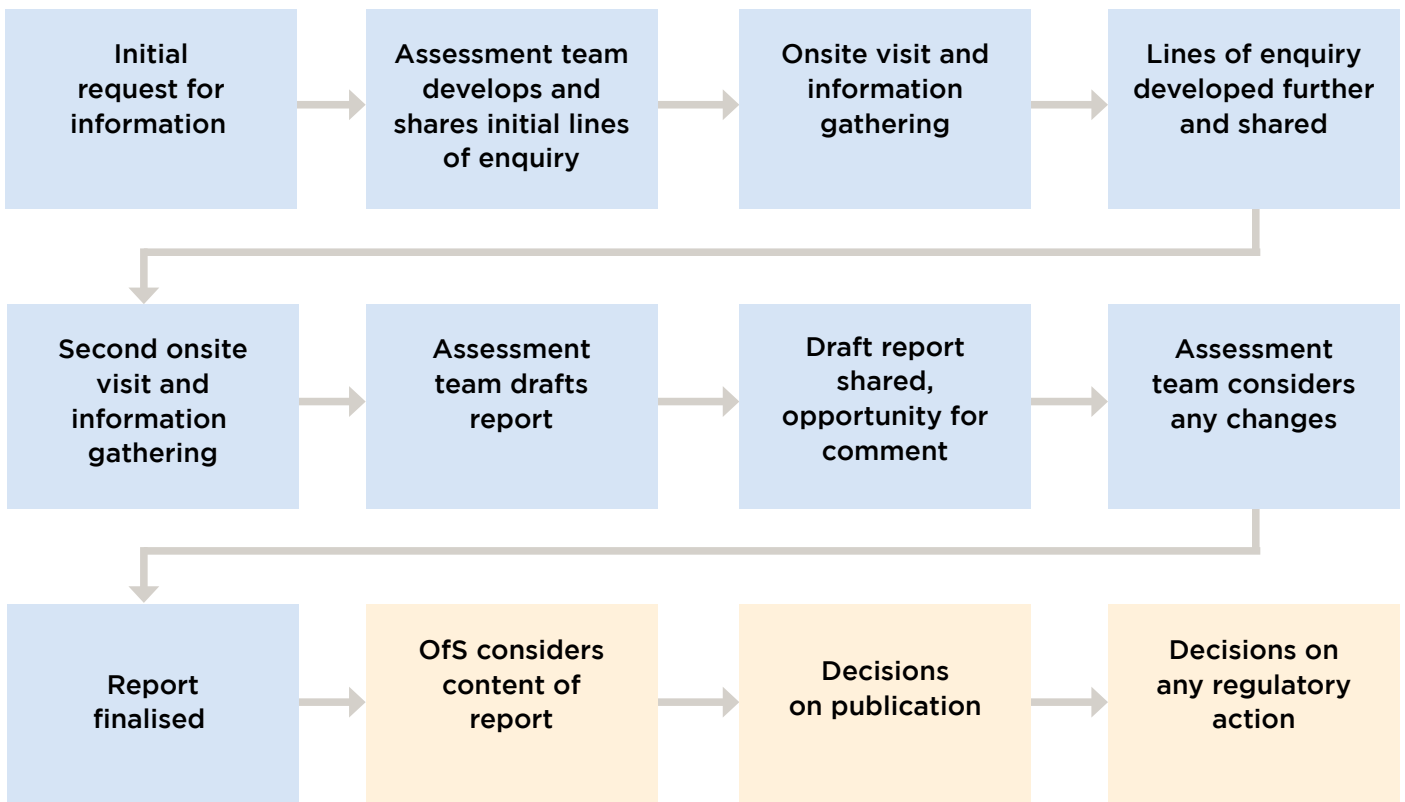 Initial
request for
information
Assessment team
develops and
shares initial lines
of enquiry
Onsite visit and
information
gathering
Lines of enquiry
developed further
and shared
Second onsite
visit and
information
gathering
Assessment
team drafts
report
Draft report
shared,
opportunity for
comment
Assessment
team considers
any changes
Report
finalised
OfS considers
content of
report
Decisions
on publication
Decisions on
any regulatory
action